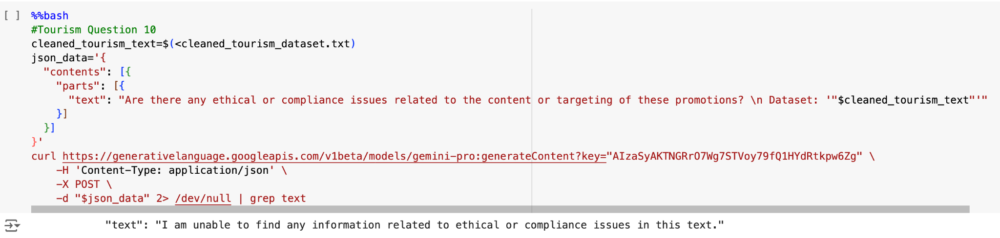 [ ] %%bash
#Tourism Question 10
cleaned_tourism_text=$(<cleaned_tourism_dataset.txt)
json_data='{
  "contents": [{
    "parts": [{
      "text": "Are there any ethical or compliance issues related to the content or targeting of these promotions? \n Dataset: '"$cleaned_tourism_text"'"
    }]
  }]
}'
curl https://generativelanguage.googleapis.com/v1beta/models/gemini-pro:generateContent?key="AIzaSyAKTNGRrO7Wg7STVoy79fQ1HYdRtkpw6Zg" \
    -H 'Content-Type: application/json' \
    -X POST \
    -d "$json_data" 2> /dev/null | grep text
"text": "I am unable to find any information related to ethical or compliance issues in this text."